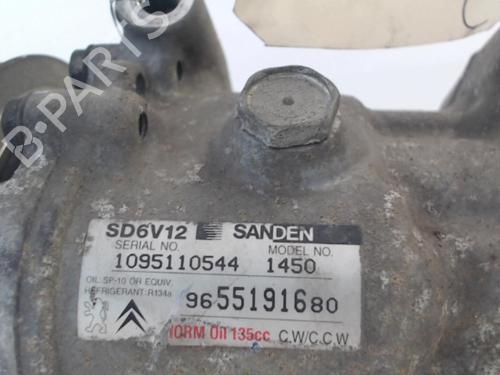 B-PARTS
SD6V12 SANDEN
SERIAL NO. MODEL NO.
1095110544 1450
OIL: SP-10 OR EQUIV.
REFRIGERANT: R134a
9655191680
NORM Oil 135cc C.W/C.C.W